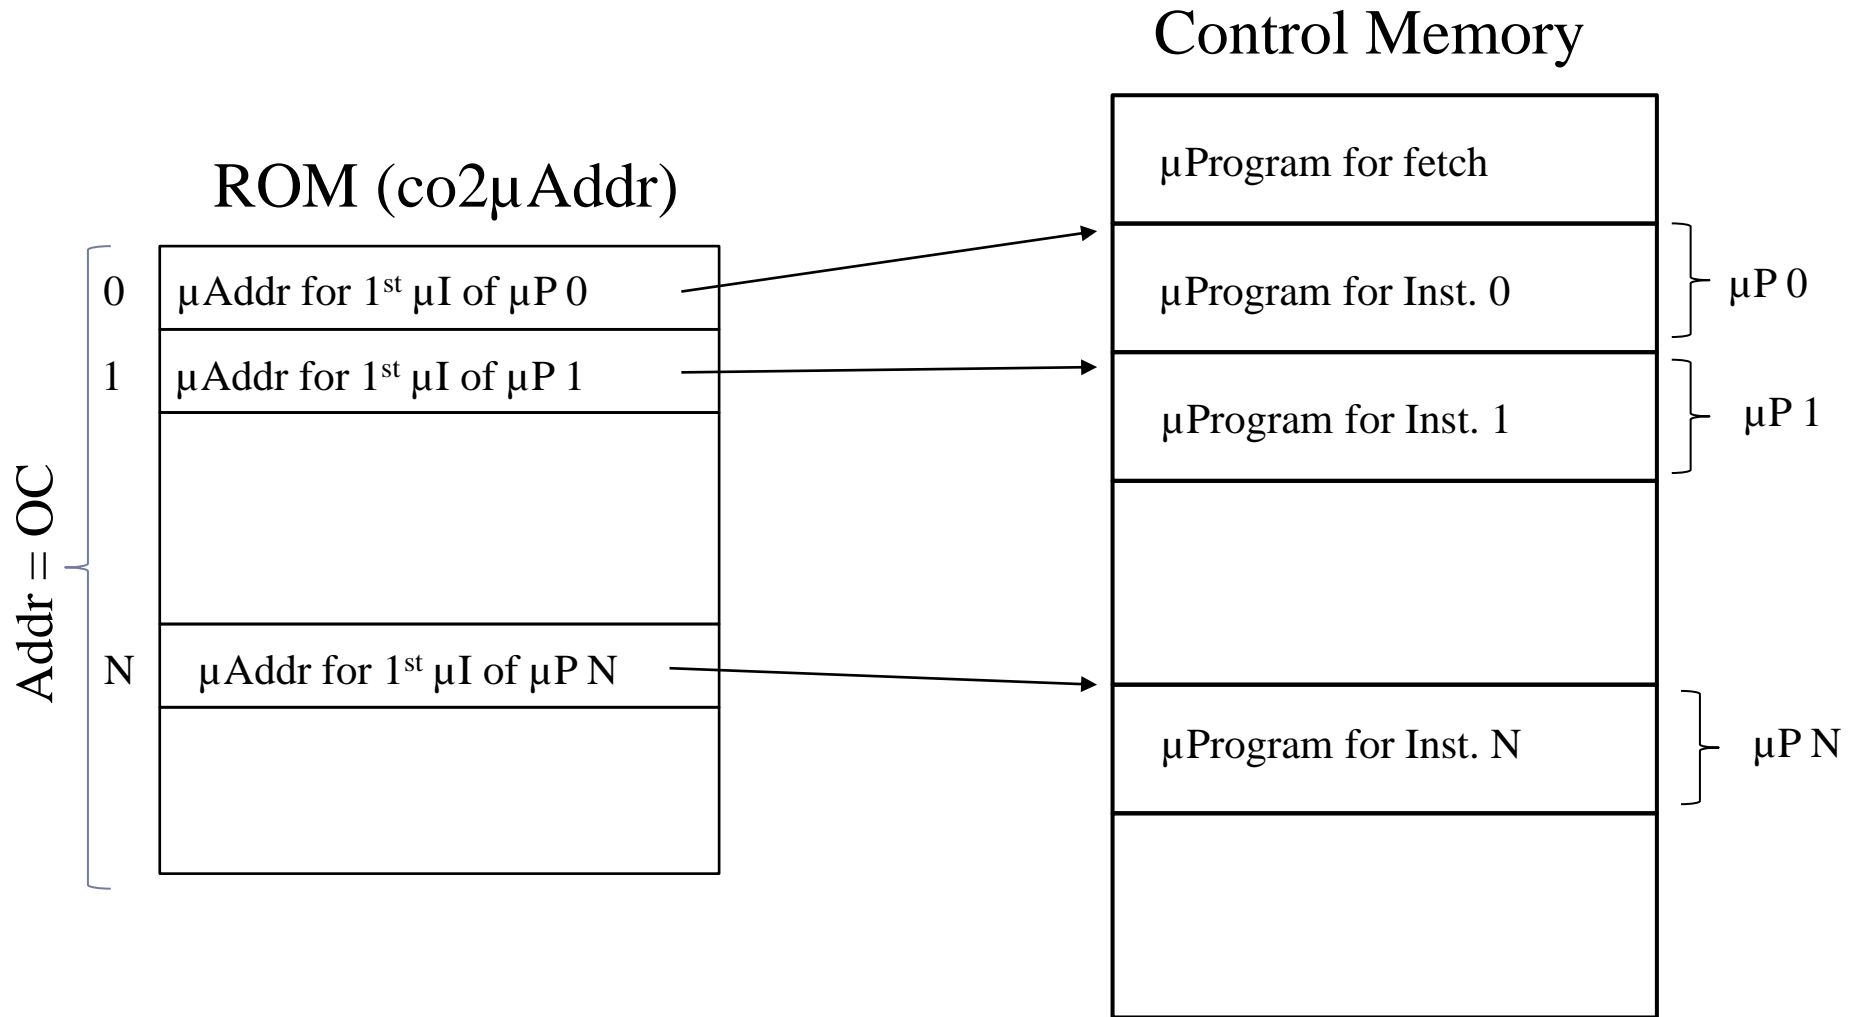 Control Memory
ROM (co2µAddr)
Addr = OC
0
µAddr for 1st µI of µP 0
1
µAddr for 1st µI of µP 1
N
µAddr for 1st µI of µP N
µProgram for fetch
µProgram for Inst. 0
µP 0
µProgram for Inst. 1
µP 1
µProgram for Inst. N
µP N